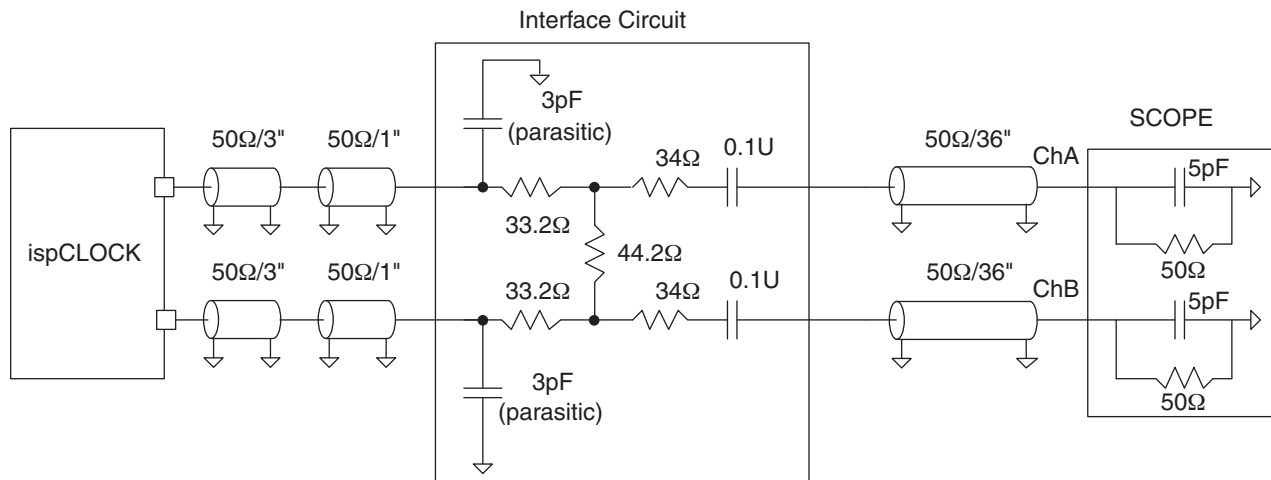 Interface Circuit
3pF
(parasitic)
50Ω/3"
50Ω/1"
34Ω
0.1U
50Ω/36"
ChA
SCOPE
5pF
33.2Ω
50Ω
ispCLOCK
44.2Ω
50Ω/3"
50Ω/1"
33.2Ω
34Ω
0.1U
50Ω/36"
ChB
5pF
3pF
(parasitic)
50Ω